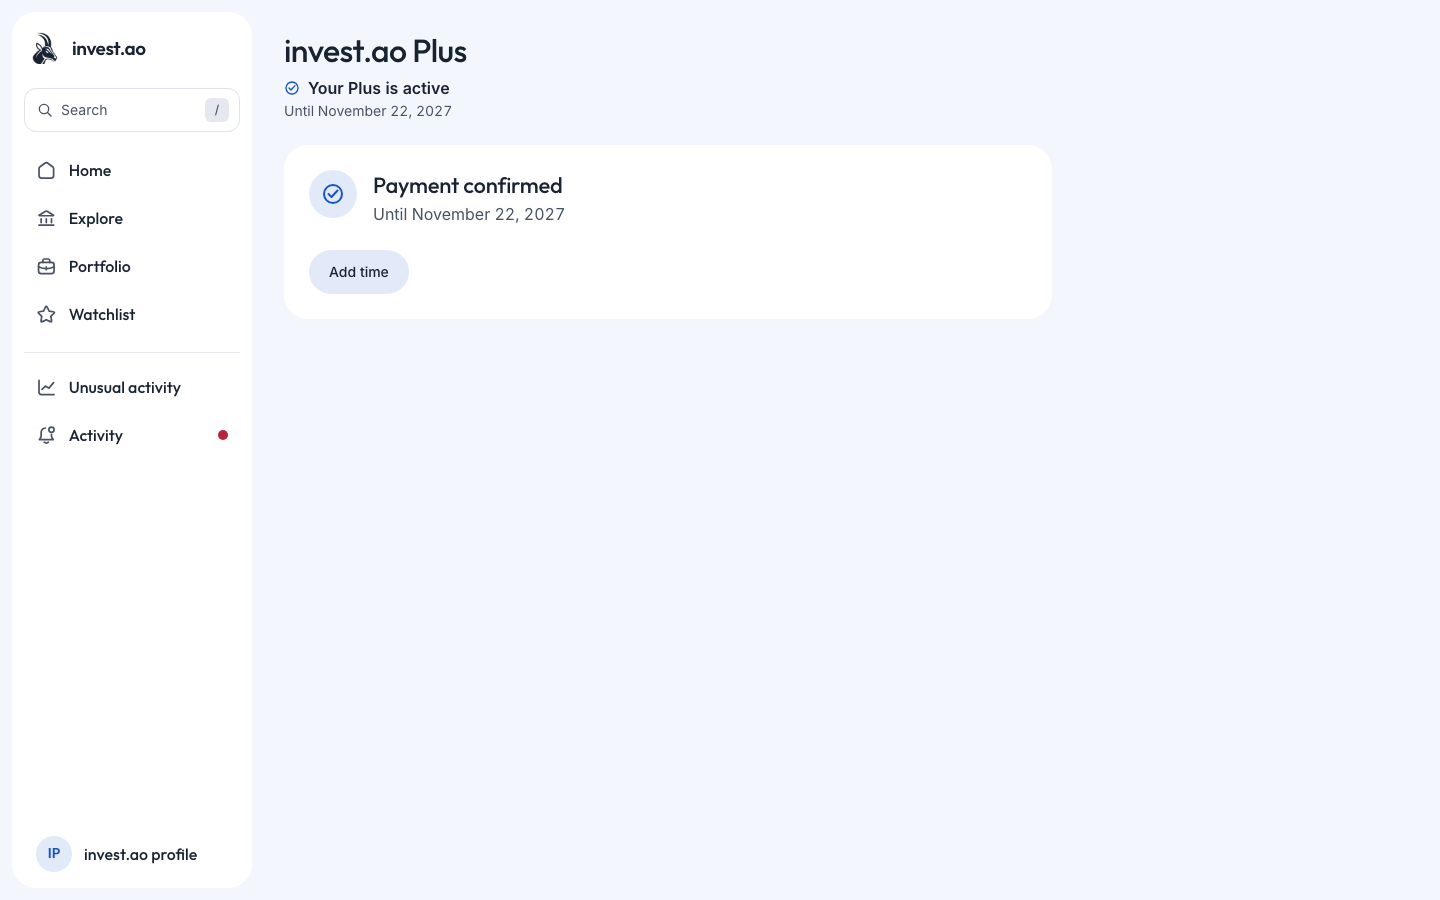 invest.ao
Search
/
Home
Explore
Portfolio
Watchlist
Unusual activity
Activity
IP
invest.ao profile
invest.ao Plus
Your Plus is active
Until November 22, 2027
Payment confirmed
Until November 22, 2027
Add time